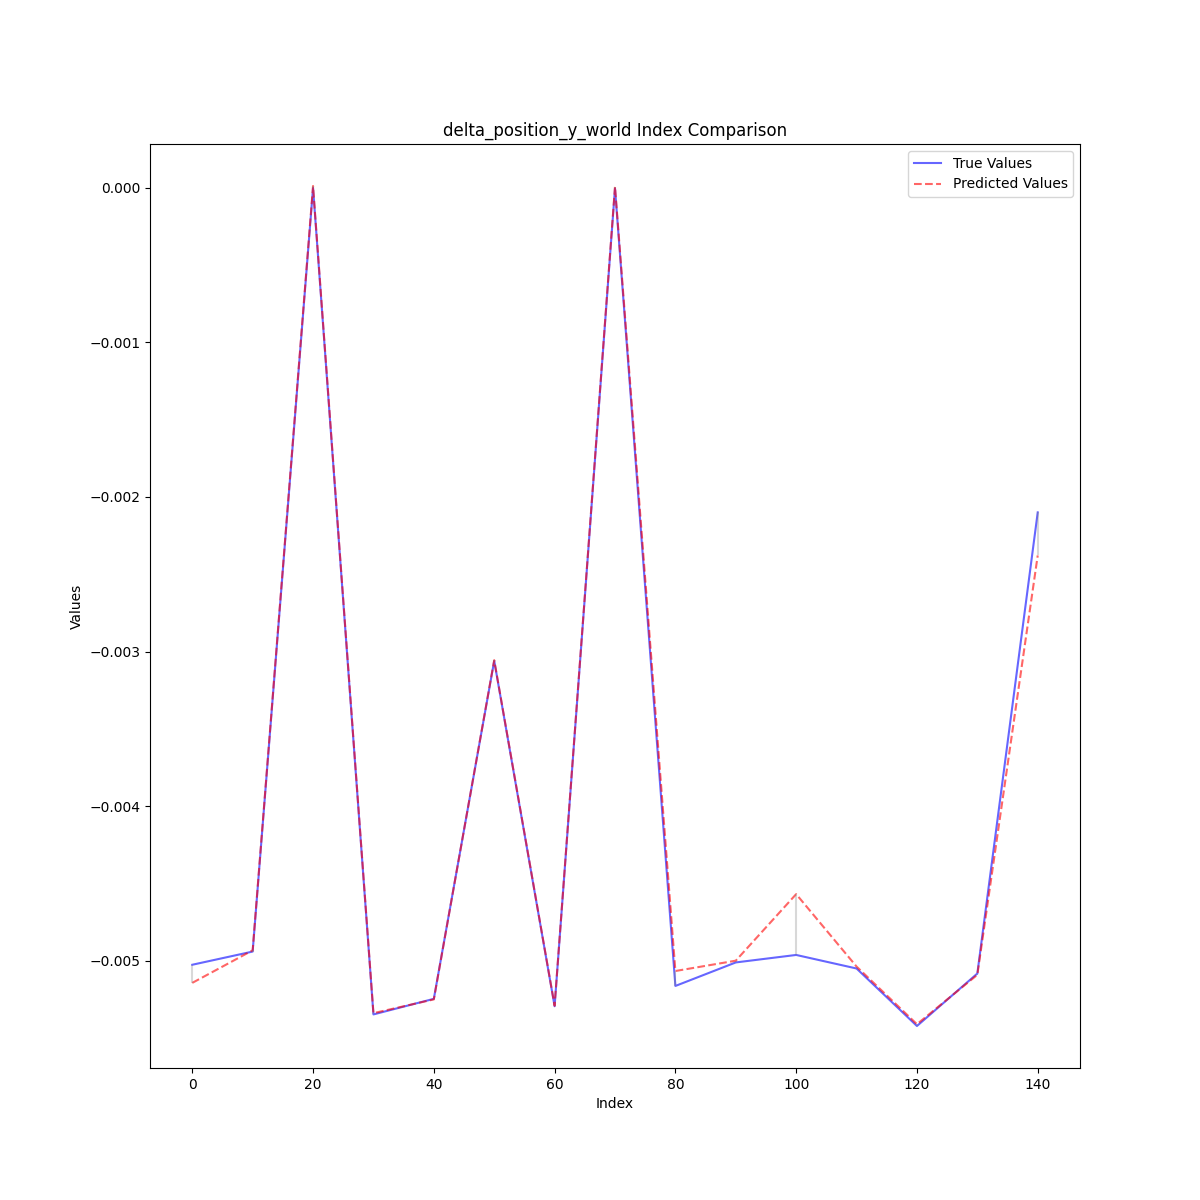 delta_position_y_world Index Comparison
True Values
Predicted Values
0.000
−0.001
−0.002
−0.003
−0.004
−0.005
Values
0 20 40 60 80 100 120 140
Index